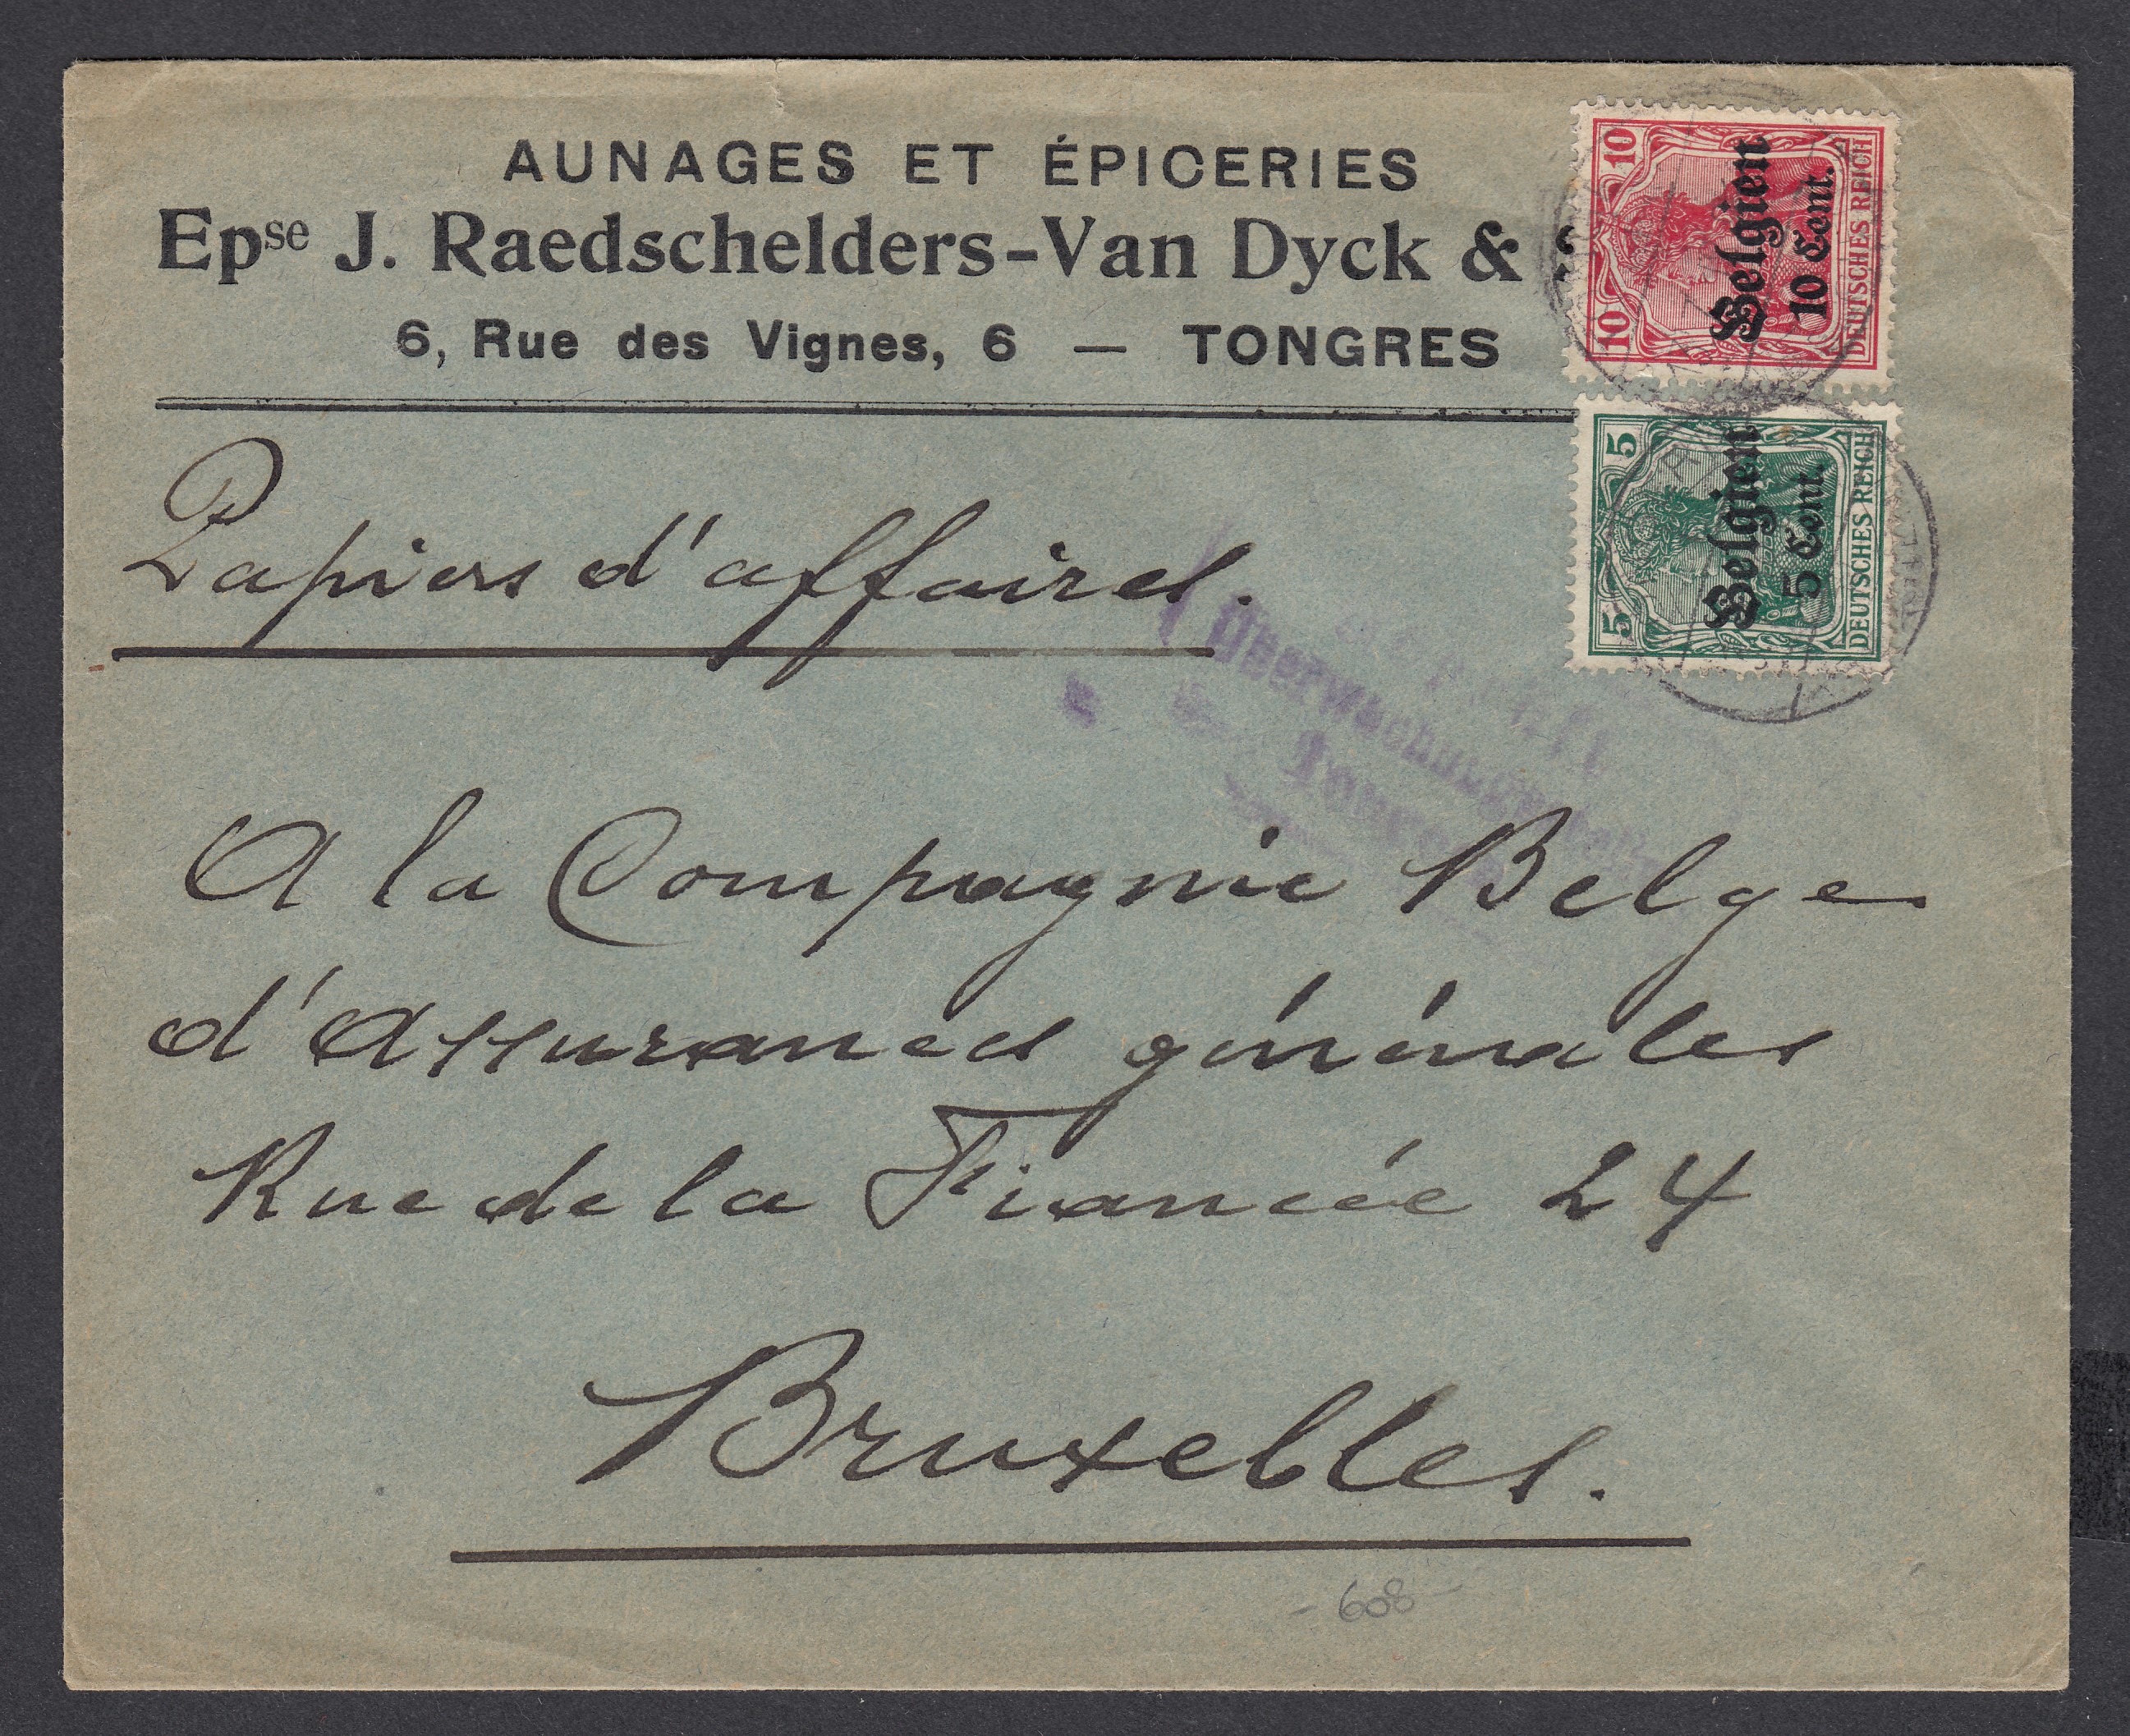 AUNAGES ET ÉPICERIES
Epse J. Raedschelders-Van Dyck &
6, Rue des Vignes, 6 — TONGRES
10 10
Belgien
10 Cent.
DEUTSCHES REICH
5 5
Belgien
5 Cent.
DEUTSCHES REICH
Papiers d'affaires.
A la Compagnie Belge
d'Assurances générales
Rue de la Fiancée 24
Bruxelles.
- 608 -